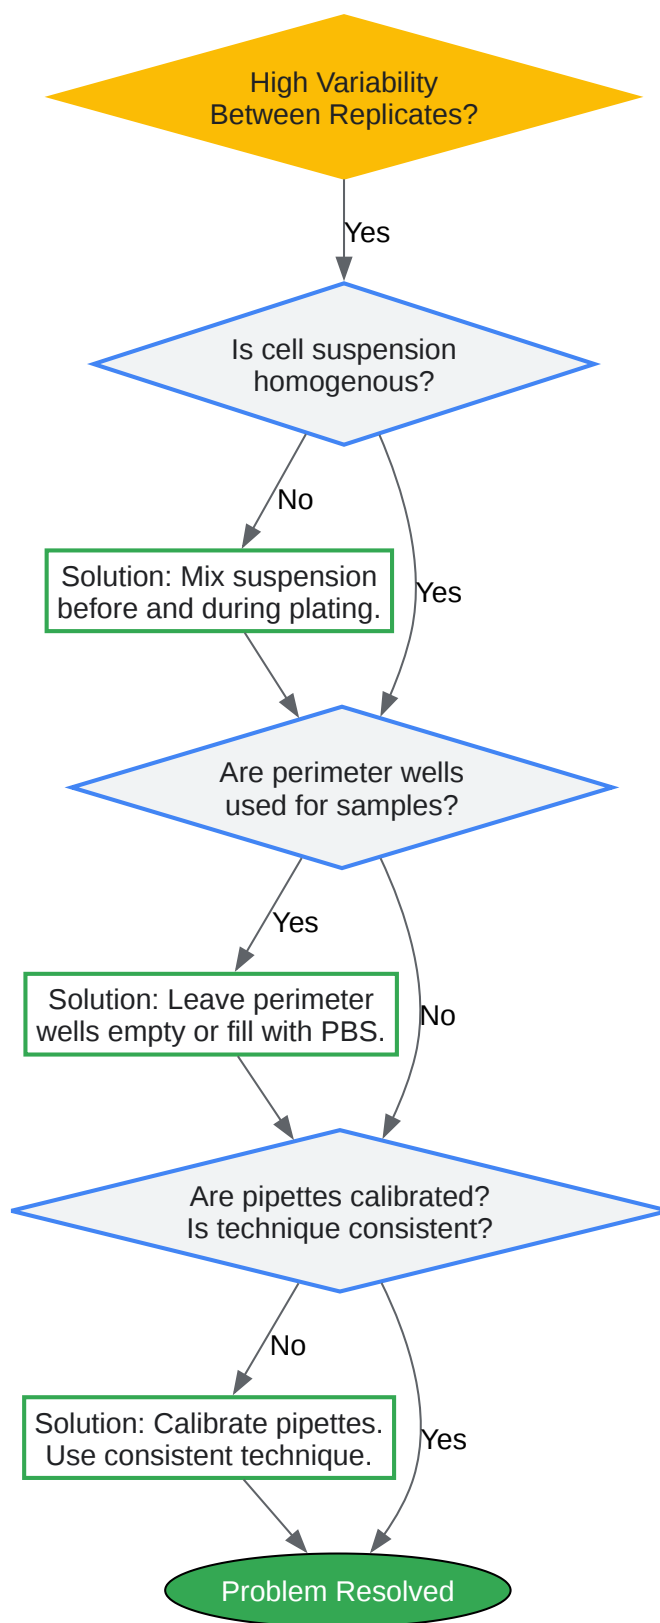 High Variability
Between Replicates?
Yes
Is cell suspension
homogenous?
No
Solution: Mix suspension
before and during plating.
Yes
Are perimeter wells
used for samples?
Yes
Solution: Leave perimeter
wells empty or fill with PBS.
No
Are pipettes calibrated?
Is technique consistent?
No
Solution: Calibrate pipettes.
Use consistent technique.
Yes
Problem Resolved